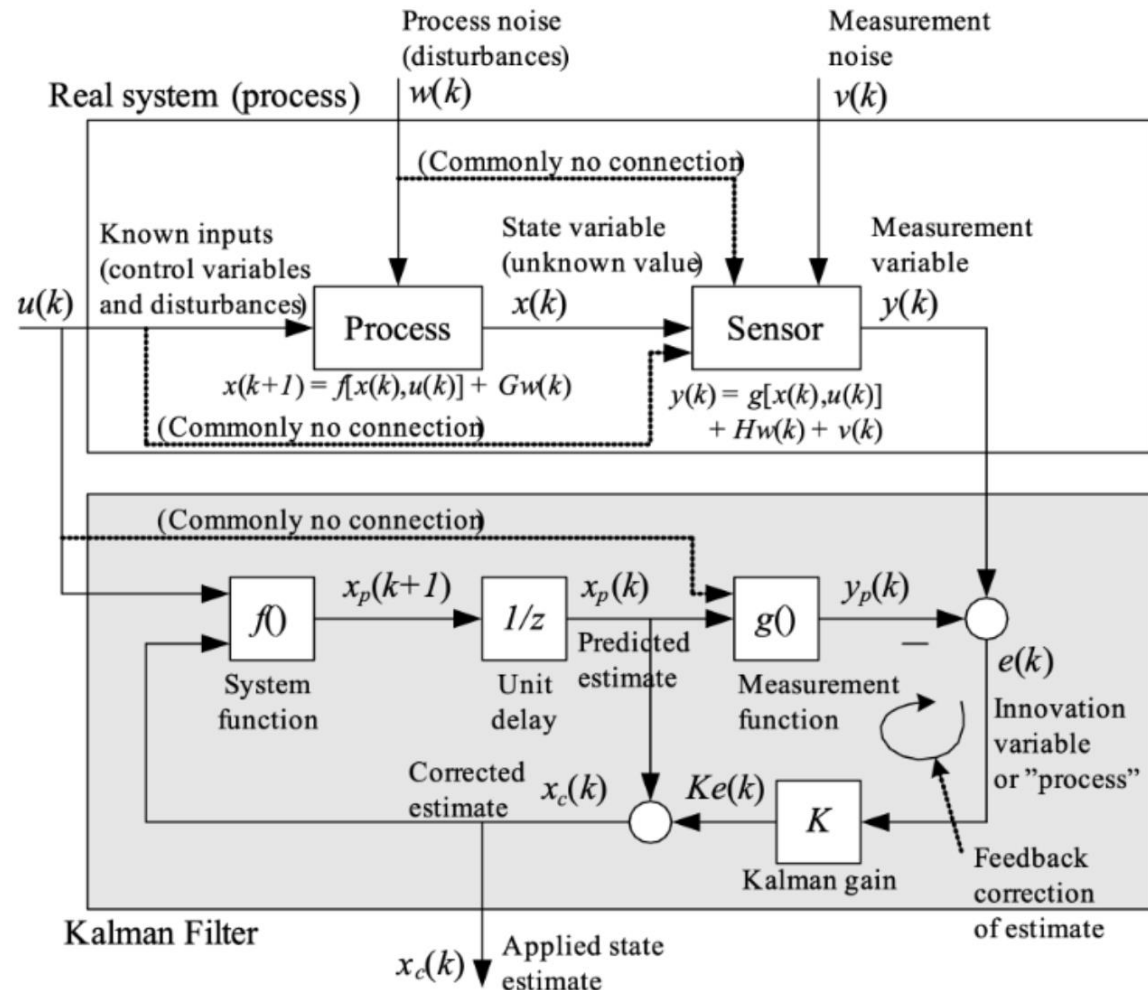 Process noise
(disturbances)
w(k)
Measurement
noise
v(k)
Real system (process)
(Commonly no connection)
Known inputs
(control variables
and disturbances)
u(k)
State variable
(unknown value)
x(k)
Measurement
variable
y(k)
Process
Sensor
x(k+1) = f[x(k),u(k)] + Gw(k)
y(k) = g[x(k),u(k)]
+ Hw(k) + v(k)
(Commonly no connection)
(Commonly no connection)
f()
x_p(k+1)
1/z
x_p(k)
g()
y_p(k)
−
e(k)
System
function
Unit
delay
Predicted
estimate
Measurement
function
Innovation
variable
or ”process”
Corrected
estimate
x_c(k)
Ke(k)
K
Kalman gain
Feedback
correction
of estimate
Kalman Filter
x_c(k)
Applied state
estimate